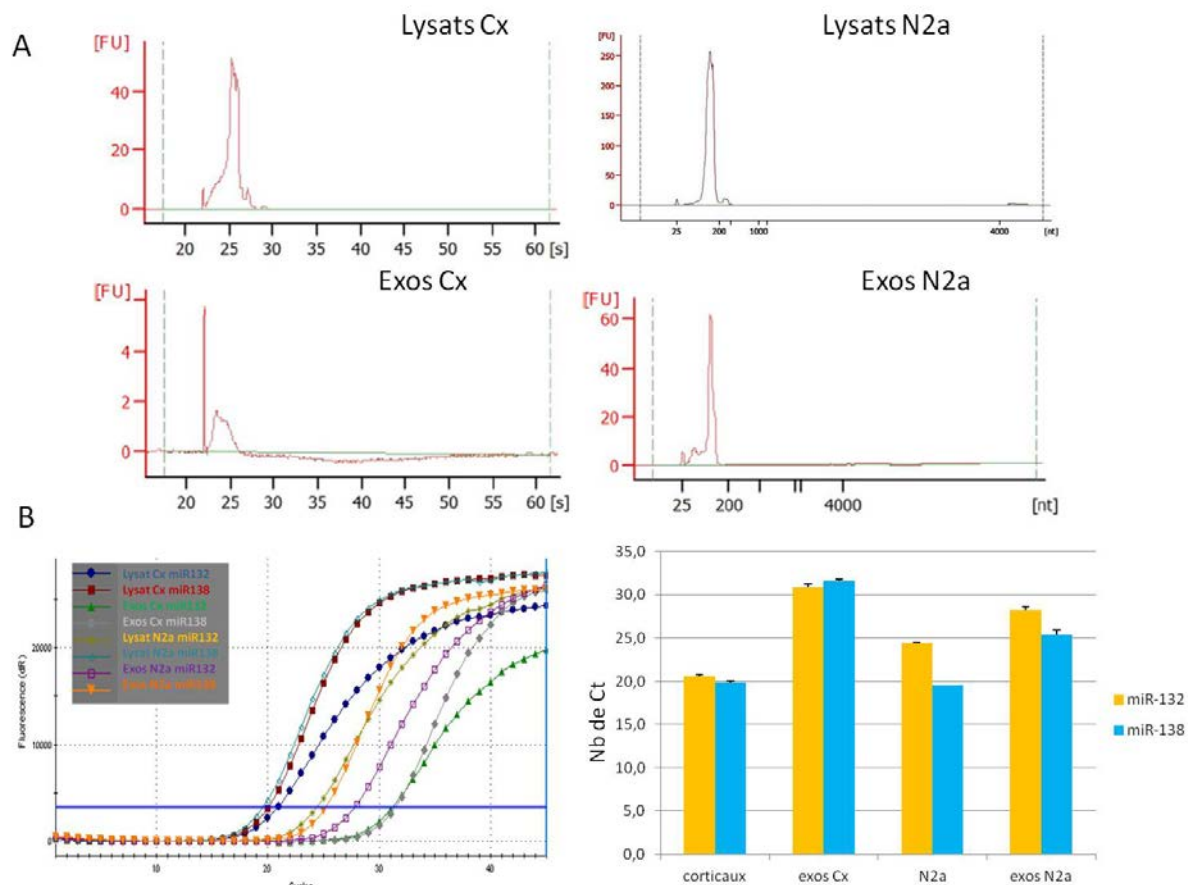 A
Lysats Cx
[FU]
40
20
0
20 25 30 35 40 45 50 55 60 [s]
Lysats N2a
[FU]
250
200
150
100
50
0
25 200 1000 4000 [nt]
Exos Cx
[FU]
4
2
0
20 25 30 35 40 45 50 55 60 [s]
Exos N2a
[FU]
60
40
20
0
25 200 4000 [nt]
B
Lysat Cx miR132
Lysat Cx miR138
Exos Cx miR132
Exos Cx miR138
Lysat N2a miR132
Lysat N2a miR138
Exos N2a miR132
Exos N2a miR138
Fluorescence (dR)
20000
10000
0
10 20 30 40
Nb de Ct
35,0
30,0
25,0
20,0
15,0
10,0
5,0
0,0
corticaux exos Cx N2a exos N2a
miR-132
miR-138